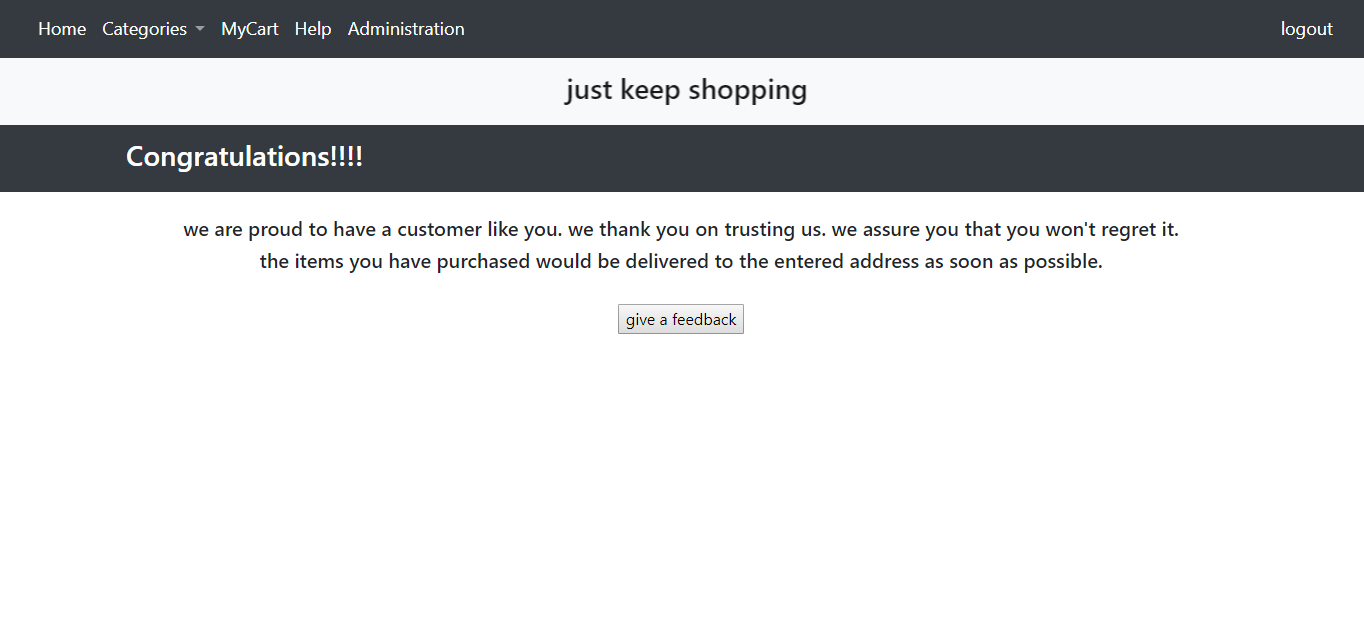 Home Categories MyCart Help Administration logout
just keep shopping
Congratulations!!!!
we are proud to have a customer like you. we thank you on trusting us. we assure you that you won't regret it.
the items you have purchased would be delivered to the entered address as soon as possible.
give a feedback